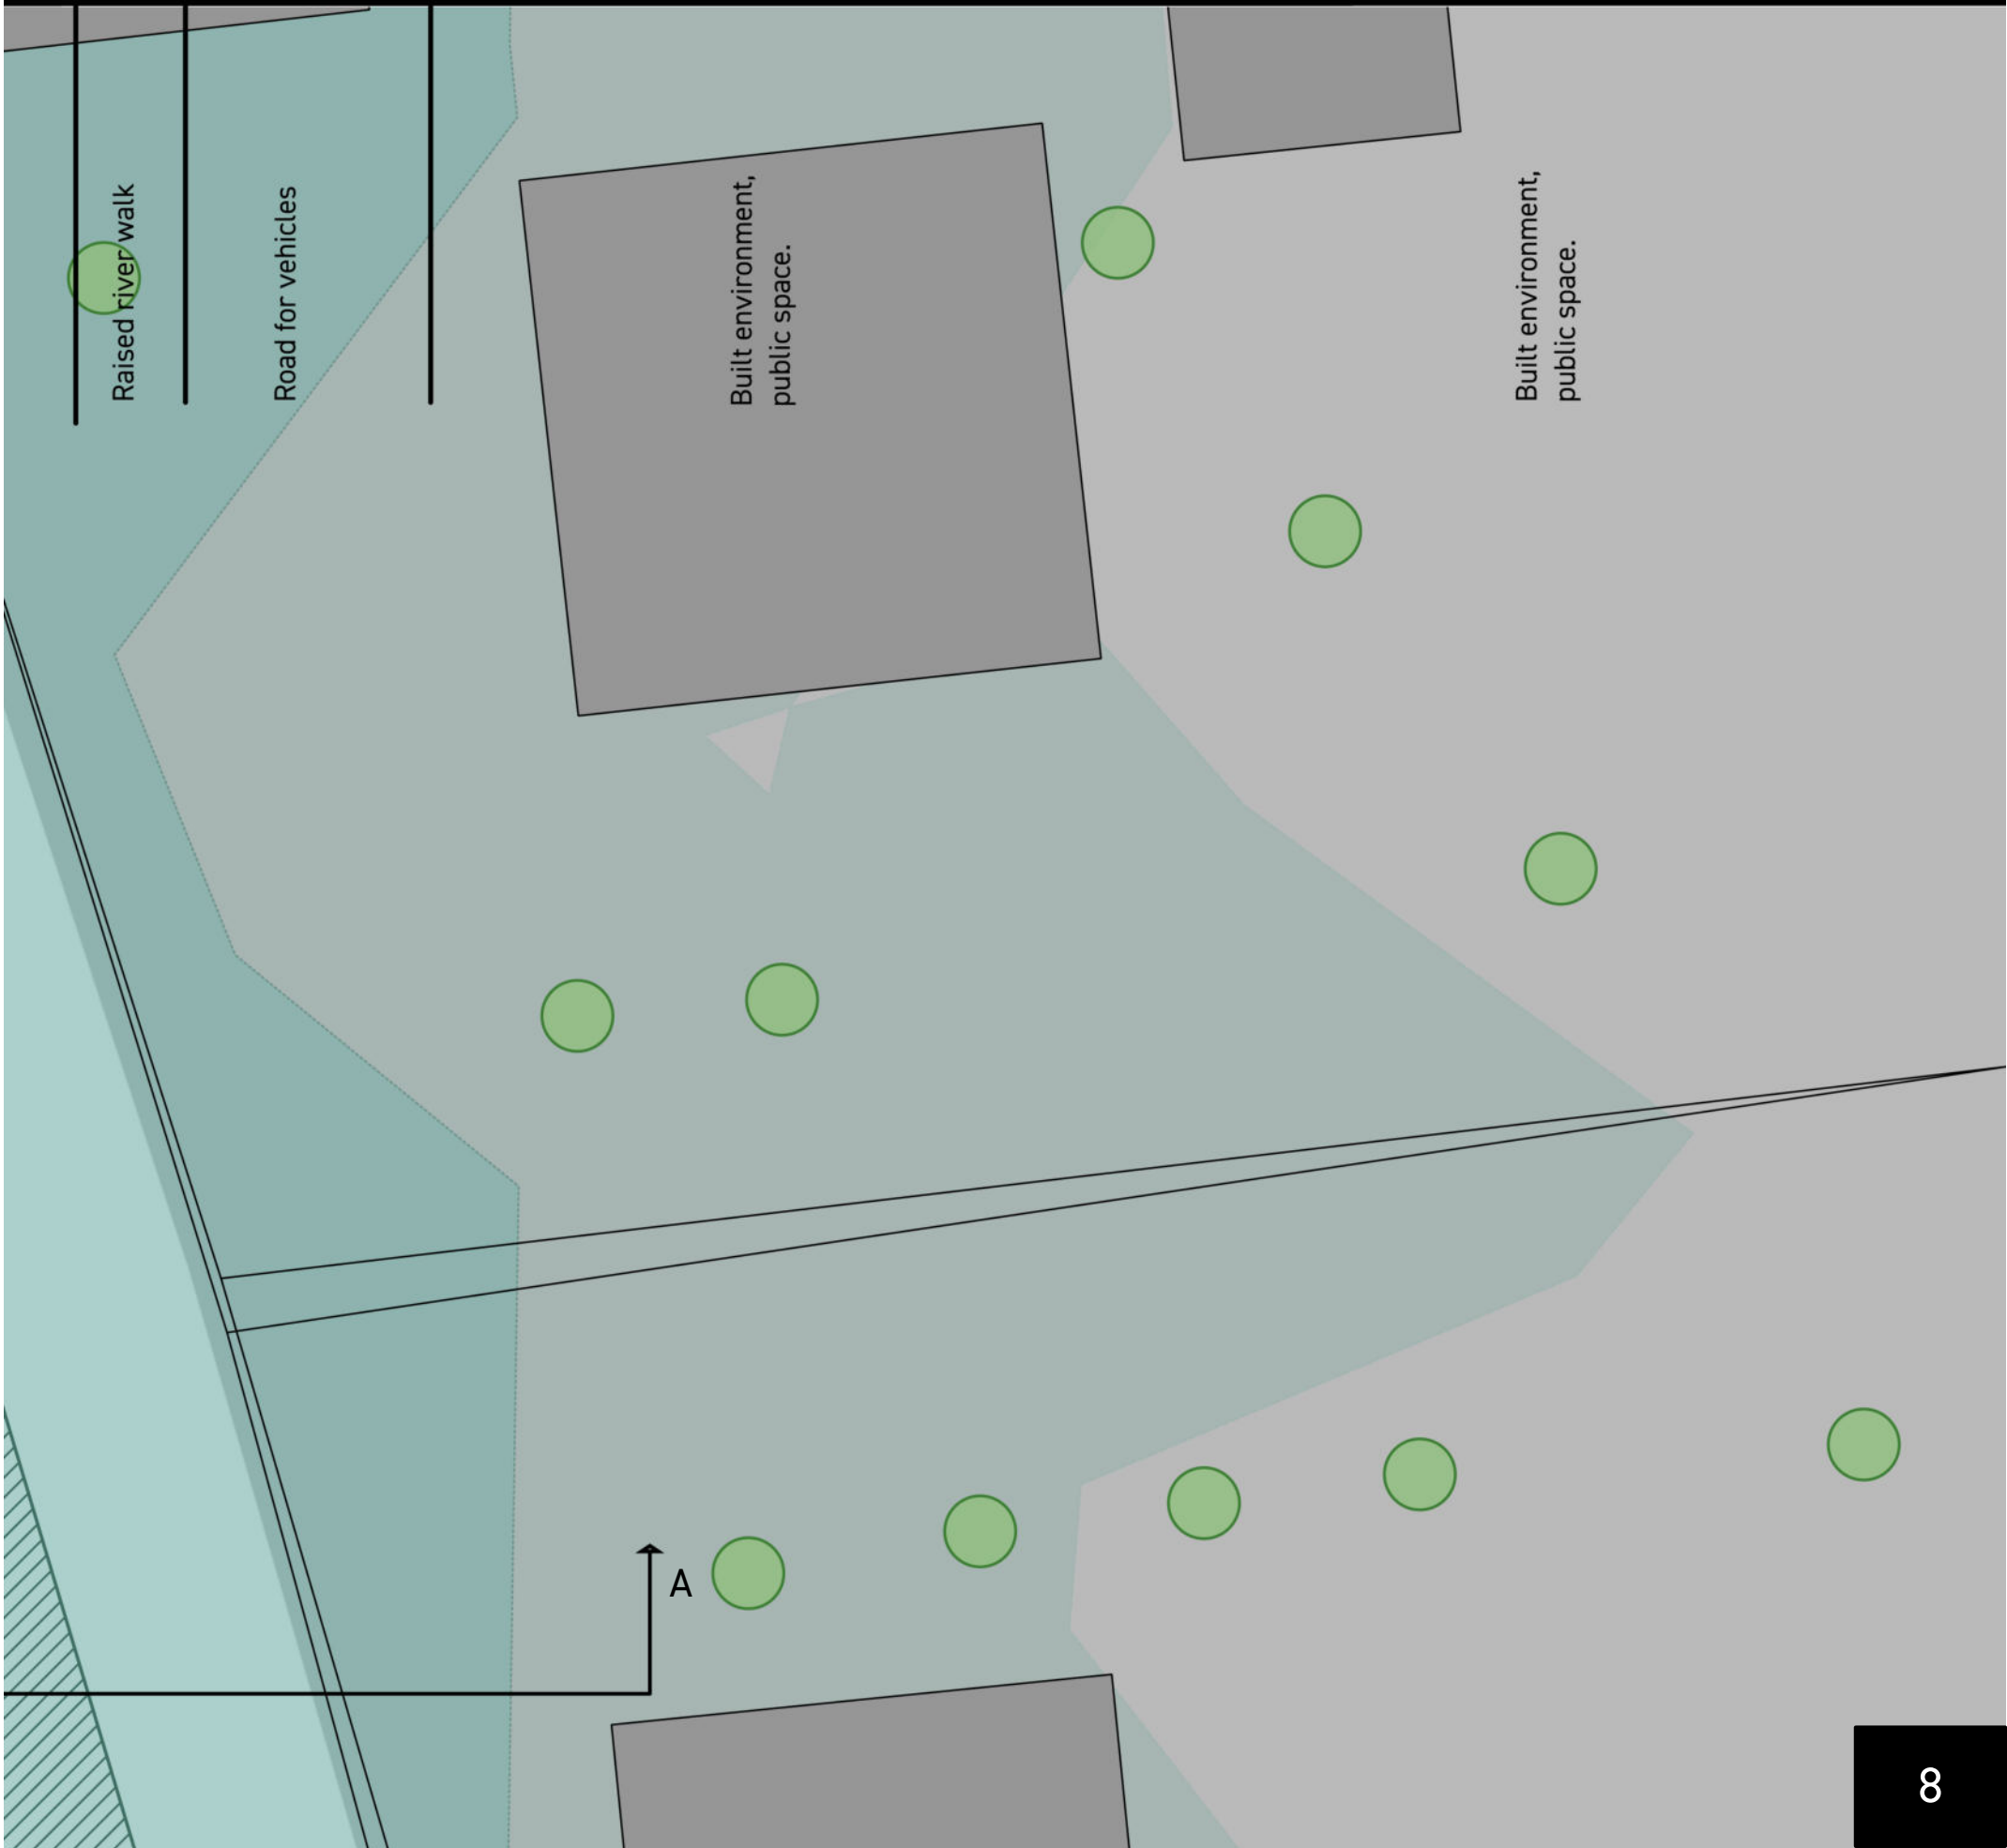 Raised river walk
Road for vehicles
Built environment,
public space.
Built environment,
public space.
A
8